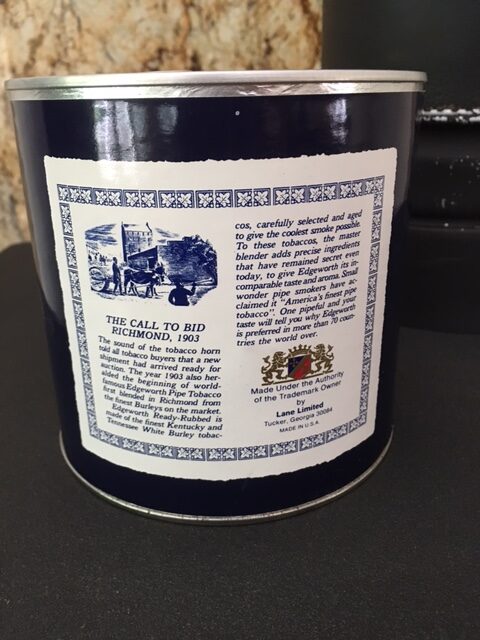 THE CALL TO BID
RICHMOND, 1903
The sound of the tobacco horn
told all tobacco buyers that a new
shipment had arrived ready for
auction. The year 1903 also her-
alded the beginning of world-
famous Edgeworth Pipe Tobacco
first blended in Richmond from
the finest Burleys on the market.
Edgeworth Ready-Rubbed is
made of the finest Kentucky and
Tennessee White Burley tobac-
cos, carefully selected and aged
to give the coolest smoke possible.
To these tobaccos, the master
blender adds precise ingredients
that have remained secret even
today, to give Edgeworth its in-
comparable taste and aroma. Small
wonder pipe smokers have ac-
claimed it "America's finest pipe
tobacco". One pipeful and your
taste will tell you why Edgeworth
is preferred in more than 70 coun-
tries the world over.
Made Under the Authority
of the Trademark Owner
by
Lane Limited
Tucker, Georgia 30084
MADE IN U.S.A.